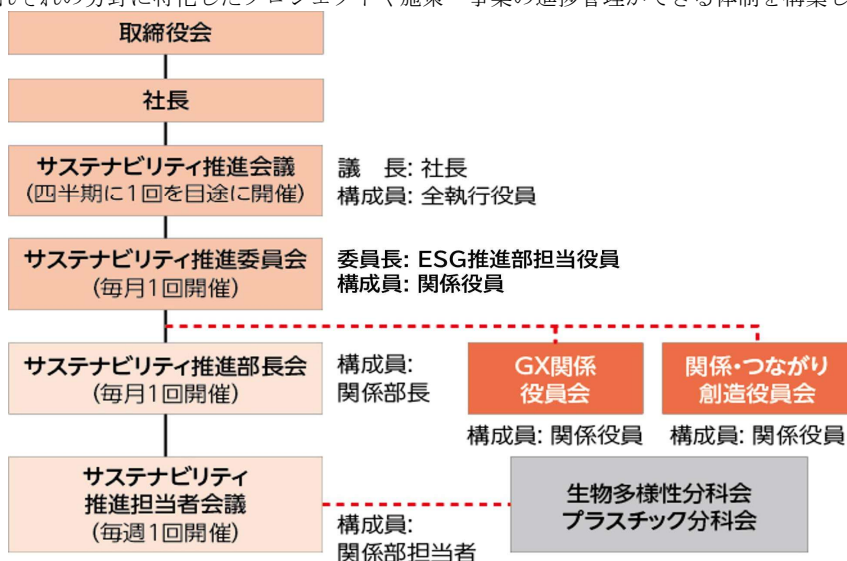 取締役会
社長
サステナビリティ推進会議
(四半期に1回を目途に開催)
議　長: 社長
構成員: 全執行役員
サステナビリティ推進委員会
(毎月1回開催)
委員長: ESG推進部担当役員
構成員: 関係役員
サステナビリティ推進部長会
(毎月1回開催)
構成員:
関係部長
GX関係
役員会
構成員: 関係役員
関係・つながり
創造役員会
構成員: 関係役員
サステナビリティ
推進担当者会議
(毎週1回開催)
構成員:
関係部担当者
生物多様性分科会
プラスチック分科会